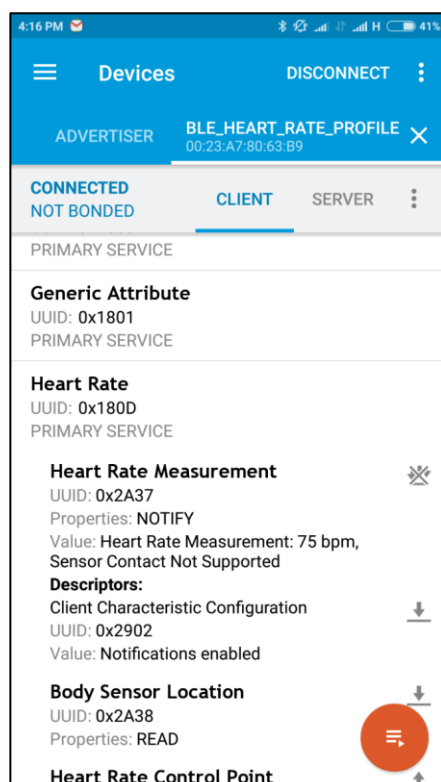 4:16 PM H 41%
Devices DISCONNECT
ADVERTISER BLE_HEART_RATE_PROFILE
00:23:A7:80:63:B9
CONNECTED
NOT BONDED
CLIENT SERVER
PRIMARY SERVICE
Generic Attribute
UUID: 0x1801
PRIMARY SERVICE
Heart Rate
UUID: 0x180D
PRIMARY SERVICE
Heart Rate Measurement
UUID: 0x2A37
Properties: NOTIFY
Value: Heart Rate Measurement: 75 bpm,
Sensor Contact Not Supported
Descriptors:
Client Characteristic Configuration
UUID: 0x2902
Value: Notifications enabled
Body Sensor Location
UUID: 0x2A38
Properties: READ
Heart Rate Control Point